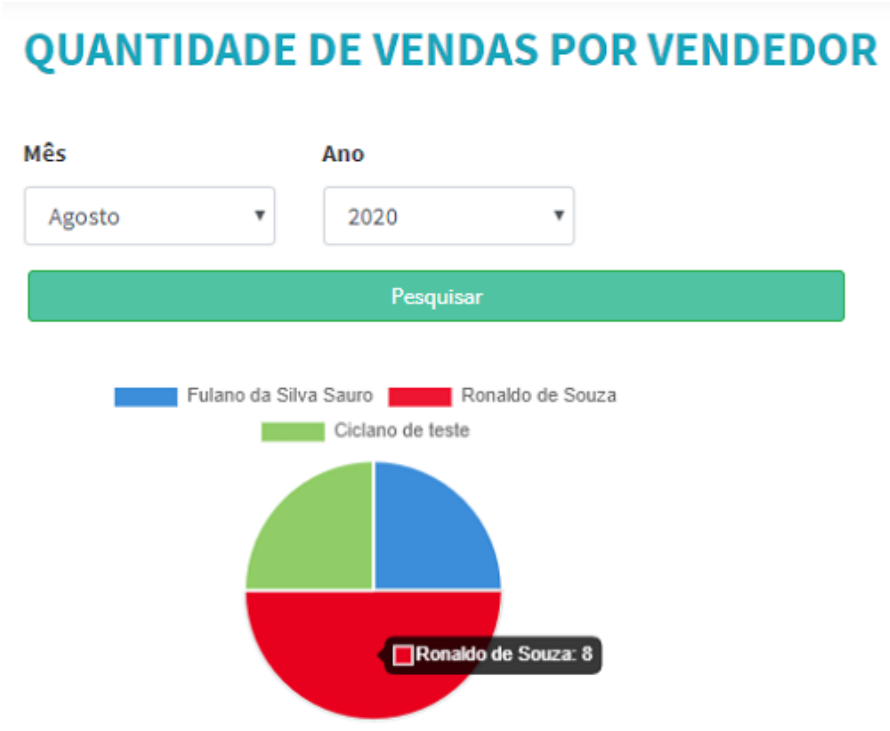 QUANTIDADE DE VENDAS POR VENDEDOR
Mês Ano
Agosto 2020
Pesquisar
Fulano da Silva Sauro Ronaldo de Souza
Ciclano de teste
Ronaldo de Souza: 8